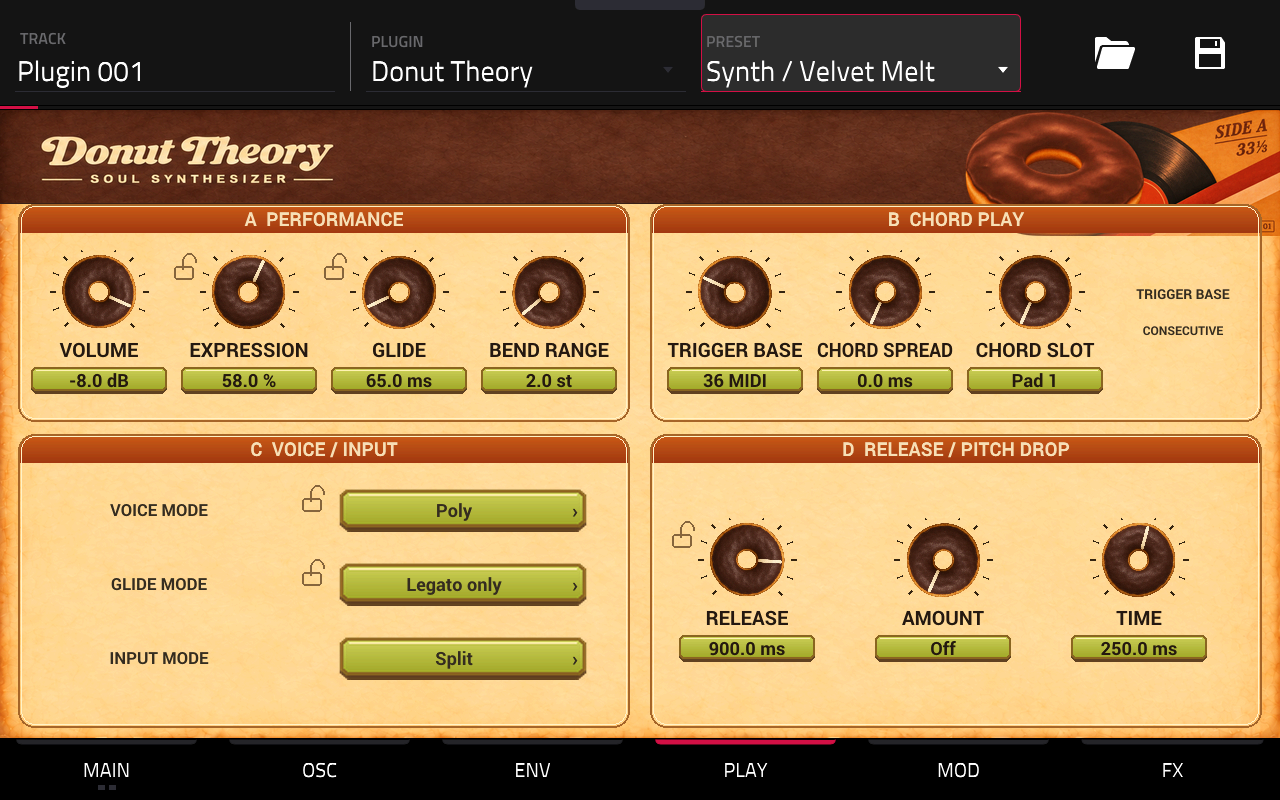 TRACK
Plugin 001
PLUGIN
Donut Theory
PRESET
Synth / Velvet Melt
Donut Theory
SOUL SYNTHESIZER
SIDE A
33⅓
01
A PERFORMANCE
VOLUME
EXPRESSION
GLIDE
BEND RANGE
-8.0 dB
58.0 %
65.0 ms
2.0 st
B CHORD PLAY
TRIGGER BASE
CHORD SPREAD
CHORD SLOT
36 MIDI
0.0 ms
Pad 1
TRIGGER BASE
CONSECUTIVE
C VOICE / INPUT
VOICE MODE
Poly ›
GLIDE MODE
Legato only ›
INPUT MODE
Split ›
D RELEASE / PITCH DROP
RELEASE
AMOUNT
TIME
900.0 ms
Off
250.0 ms
MAIN
OSC
ENV
PLAY
MOD
FX